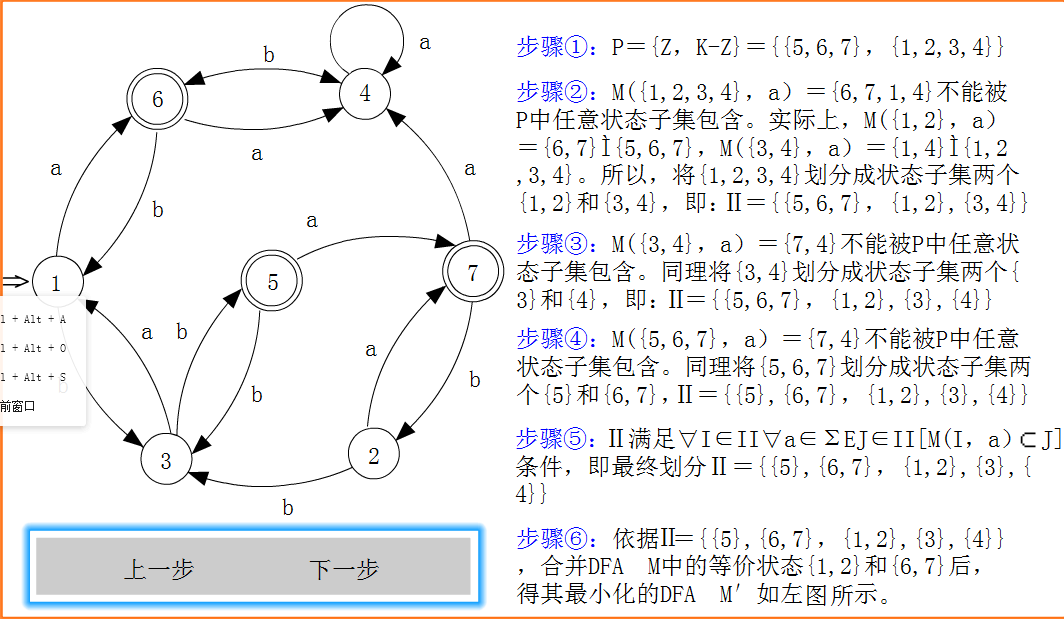 步骤①：P＝{Z，K-Z}＝{{5,6,7}，{1,2,3,4}}
步骤②：M({1,2,3,4}，a）＝{6,7,1,4}不能被
P中任意状态子集包含。实际上，M({1,2}，a）
＝{6,7}Ì{5,6,7}，M({3,4}，a）＝{1,4}Ì{1,2
,3,4}。所以，将{1,2,3,4}划分成状态子集两个
{1,2}和{3,4}，即：Ⅱ＝{{5,6,7}，{1,2},{3,4}}
步骤③：M({3,4}，a）＝{7,4}不能被P中任意状
态子集包含。同理将{3,4}划分成状态子集两个{
3}和{4}，即：Ⅱ＝{{5,6,7}，{1,2},{3},{4}}
步骤④：M({5,6,7},a）＝{7,4}不能被P中任意
状态子集包含。同理将{5,6,7}划分成状态子集两
个{5}和{6,7},Ⅱ＝{{5},{6,7}，{1,2},{3},{4}}
步骤⑤：Ⅱ满足▽I∈II▽a∈ΣEJ∈II[M(I，a）⊂J]
条件，即最终划分Ⅱ＝{{5},{6,7}，{1,2},{3},{
4}}
步骤⑥：依据Ⅱ＝{{5},{6,7}，{1,2},{3},{4}}
，合并DFA M中的等价状态{1,2}和{6,7}后，
得其最小化的DFA M′如左图所示。
a
b
6
4
a
a
a
b
a
1
5
7
a
b
a
b
b
3
2
b
l + Alt + A
l + Alt + O
l + Alt + S
前窗口
上一步
下一步